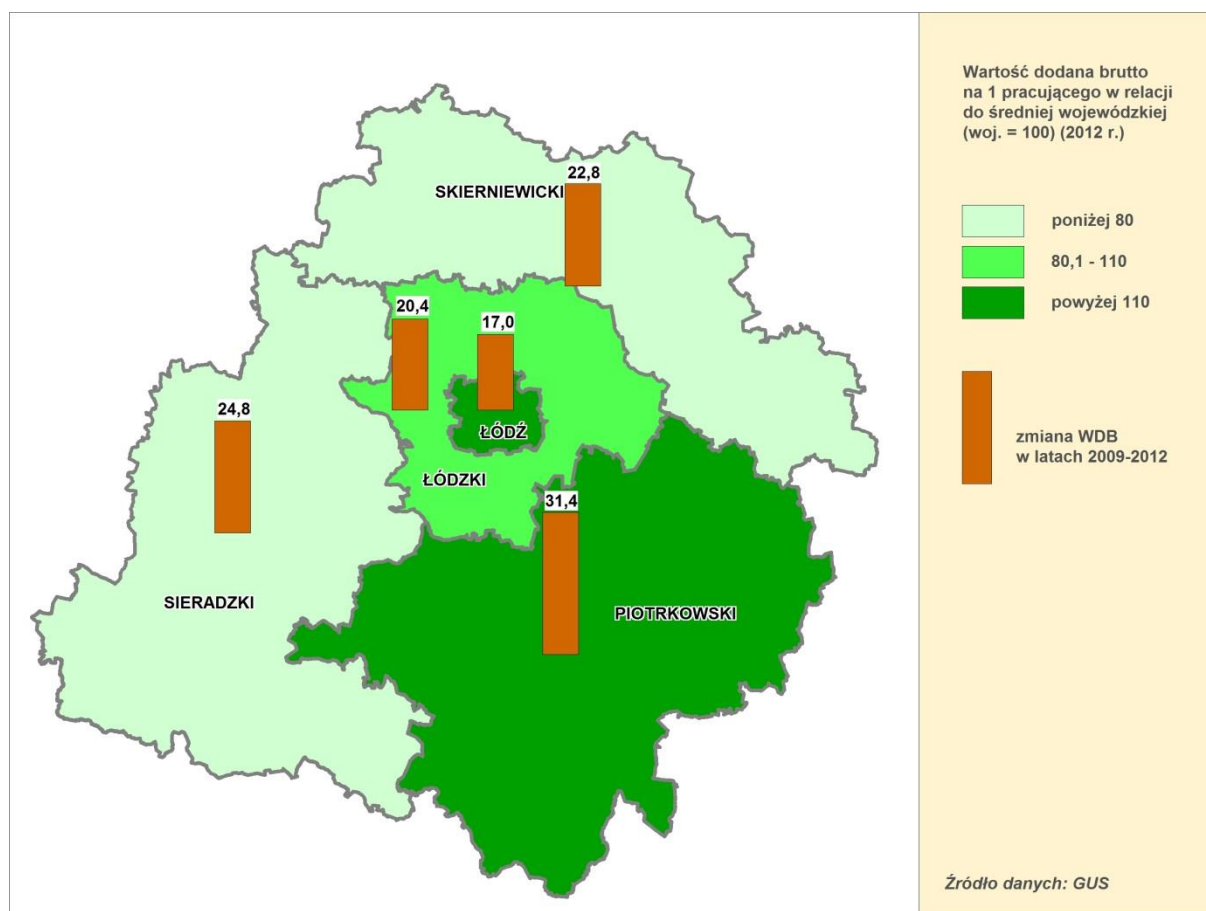 22,8
SKIERNIEWICKI
20,4
17,0
24,8
ŁÓDŹ
ŁÓDZKI
31,4
SIERADZKI
PIOTRKOWSKI
Wartość dodana brutto
na 1 pracującego w relacji
do średniej wojewódzkiej
(woj. = 100) (2012 r.)
poniżej 80
80,1 - 110
powyżej 110
zmiana WDB
w latach 2009-2012
Źródło danych: GUS